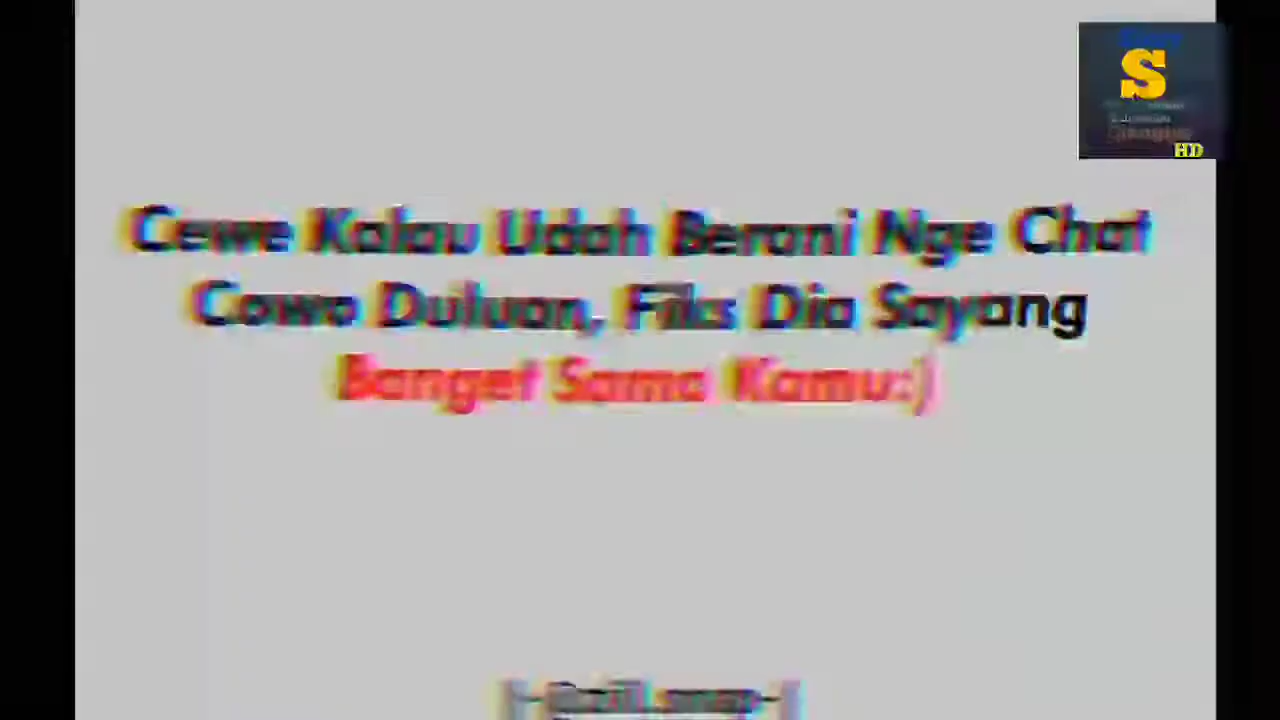 S
HD
Cewe Kalau Udah Berani Nge Chat
Cowo Duluan, Fiks Dia Sayang
Banget Sama Kamu:)